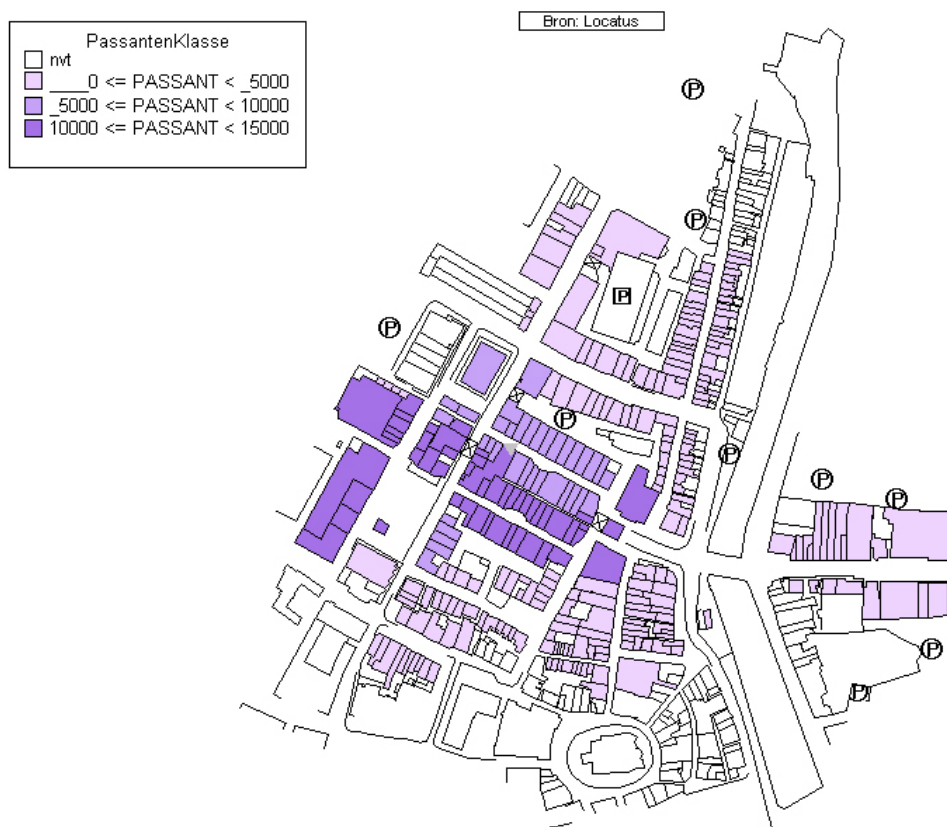 Bron: Locatus
PassantenKlasse
nvt
____0 <= PASSANT < _5000
_5000 <= PASSANT < 10000
10000 <= PASSANT < 15000
P
P
P
P
P
P
P
P
P
P